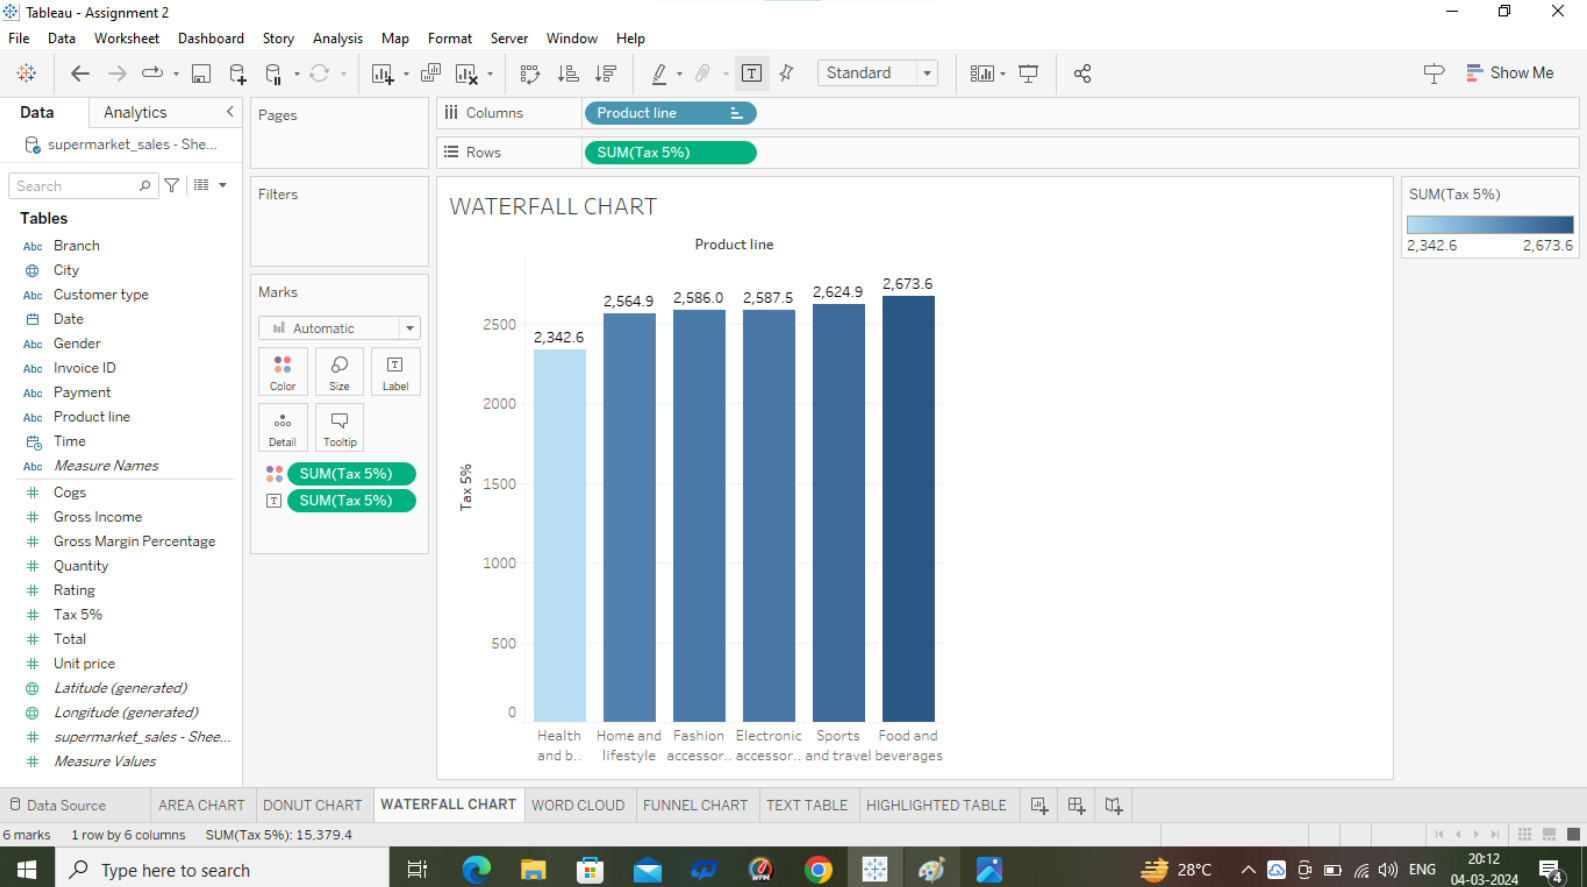 Tableau - Assignment 2
File Data Worksheet Dashboard Story Analysis Map Format Server Window Help
Standard
Show Me
Data Analytics
supermarket_sales - She...
Search
Tables
Abc Branch
City
Abc Customer type
Date
Abc Gender
Abc Invoice ID
Abc Payment
Abc Product line
Time
Abc Measure Names
# Cogs
# Gross Income
# Gross Margin Percentage
# Quantity
# Rating
# Tax 5%
# Total
# Unit price
Latitude (generated)
Longitude (generated)
# supermarket_sales - Shee...
# Measure Values
Pages
Filters
Marks
Automatic
Color Size T Label
Detail Tooltip
SUM(Tax 5%)
T SUM(Tax 5%)
Columns Product line
Rows SUM(Tax 5%)
WATERFALL CHART
Product line
2,342.6 2,564.9 2,586.0 2,587.5 2,624.9 2,673.6
Tax 5%
2500
2000
1500
1000
500
0
Health and b..
Home and lifestyle
Fashion accessor..
Electronic accessor..
Sports and travel
Food and beverages
SUM(Tax 5%)
2,342.6 2,673.6
Data Source AREA CHART DONUT CHART WATERFALL CHART WORD CLOUD FUNNEL CHART TEXT TABLE HIGHLIGHTED TABLE
6 marks 1 row by 6 columns SUM(Tax 5%): 15,379.4
Type here to search
WPM
28°C
ENG
20:12
04-03-2024
4